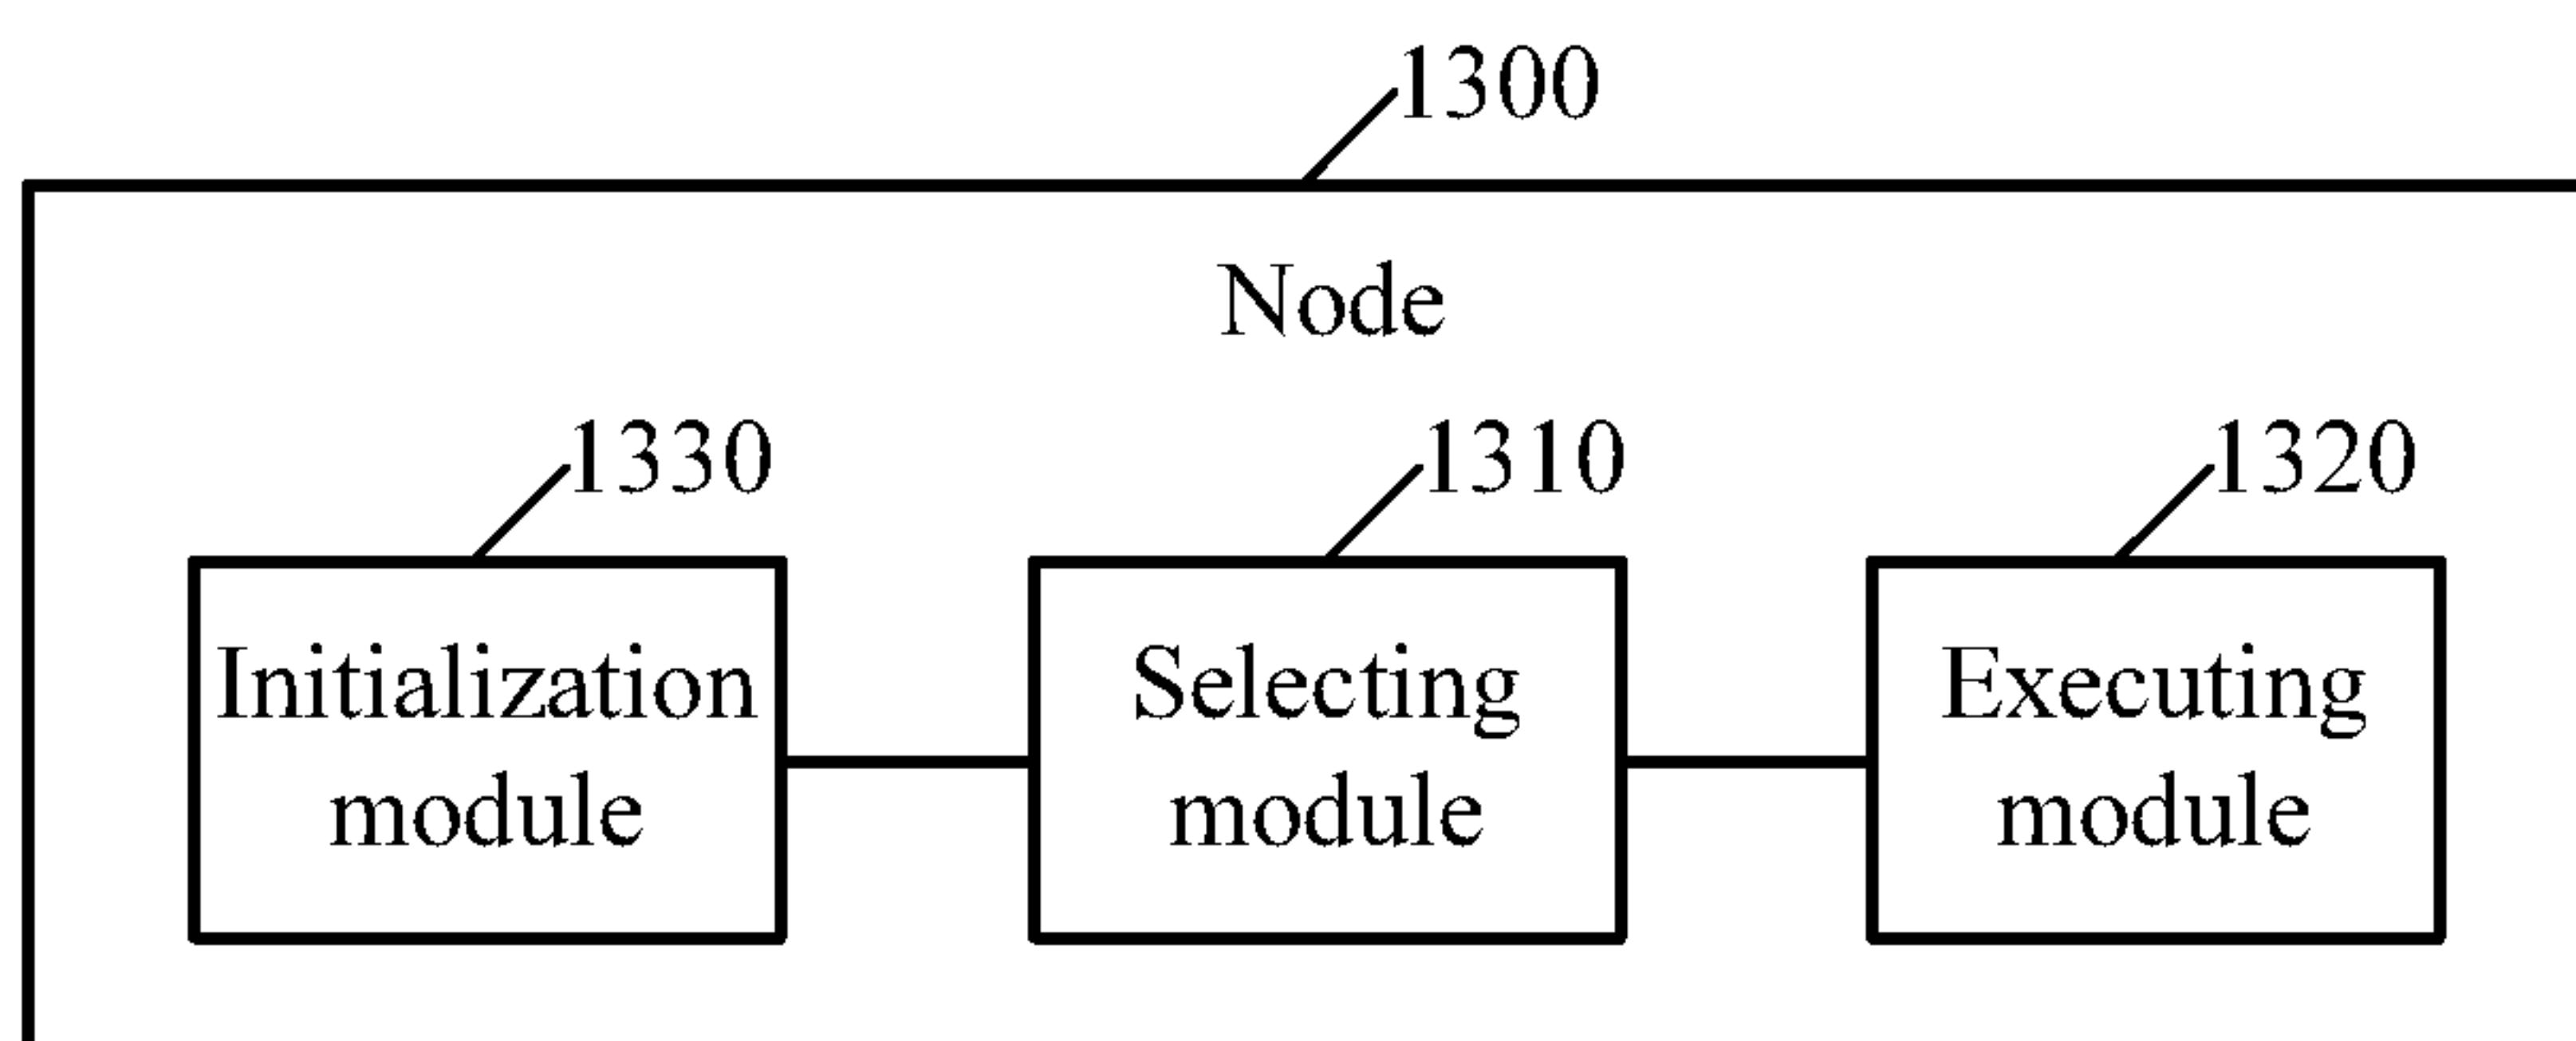 1300
Node
1330
1310
1320
Initialization
module
Selecting
module
Executing
module